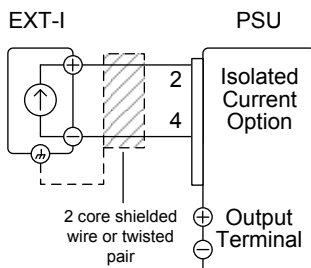 EXT-I
PSU
2
4
Isolated
Current
Option
2 core shielded
wire or twisted
pair
Output
Terminal